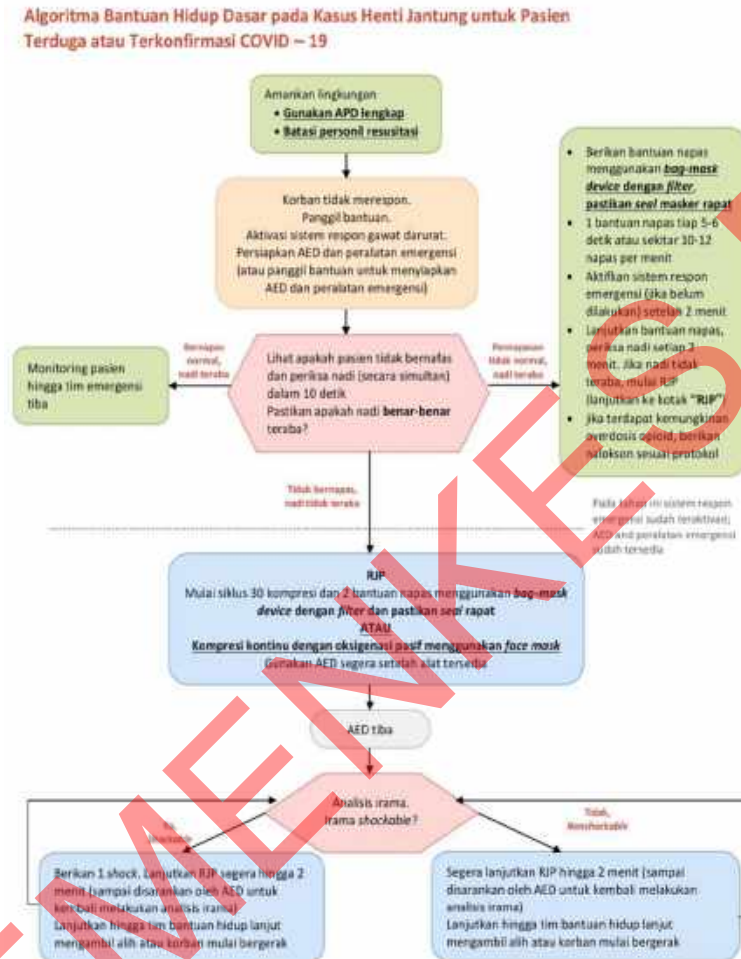 Algoritma Bantuan Hidup Dasar pada Kasus Henti Jantung untuk Pasien
Terduga atau Terkonfirmasi COVID – 19
Amankan lingkungan
• Gunakan APD lengkap
• Batasi personil resusitasi
Korban tidak merespon.
Panggil bantuan.
Aktivasi sistem respon gawat darurat.
Persiapkan AED dan peralatan emergensi
(atau panggil bantuan untuk menyiapkan
AED dan peralatan emergensi)
Bernapas
normal,
nadi teraba
Monitoring pasien
hingga tim emergensi
tiba
Lihat apakah pasien tidak bernafas
dan periksa nadi (secara simultan)
dalam 10 detik
Pastikan apakah nadi benar-benar
teraba?
Pernapasan
tidak normal,
nadi teraba
• Berikan bantuan napas
menggunakan bag-mask
device dengan filter,
pastikan seal masker rapat
• 1 bantuan napas tiap 5-6
detik atau sekitar 10-12
napas per menit
• Aktifkan sistem respon
emergensi (jika belum
dilakukan) setelah 2 menit
• Lanjutkan bantuan napas,
periksa nadi setiap 2
menit. Jika nadi tidak
teraba, mulai RJP
(lanjutkan ke kotak "RJP")
• Jika terdapat kemungkinan
overdosis opioid, berikan
nalokson sesuai protokol
Tidak bernapas,
nadi tidak teraba
Pada tahap ini sistem respon
emergensi sudah teraktivasi;
AED and peralatan emergensi
sudah tersedia
RJP
Mulai siklus 30 kompresi dan 2 bantuan napas menggunakan bag-mask
device dengan filter dan pastikan seal rapat
ATAU
Kompresi kontinu dengan oksigenasi pasif menggunakan face mask
Gunakan AED segera setelah alat tersedia
AED tiba
Analisis irama.
Irama shockable?
Ya,
Shockable
Tidak,
Nonshockable
Berikan 1 shock. Lanjutkan RJP segera hingga 2
menit (sampai disarankan oleh AED untuk
kembali melakukan analisis irama)
Lanjutkan hingga tim bantuan hidup lanjut
mengambil alih atau korban mulai bergerak
Segera lanjutkan RJP hingga 2 menit (sampai
disarankan oleh AED untuk kembali melakukan
analisis irama)
Lanjutkan hingga tim bantuan hidup lanjut
mengambil alih atau korban mulai bergerak
EMENKES